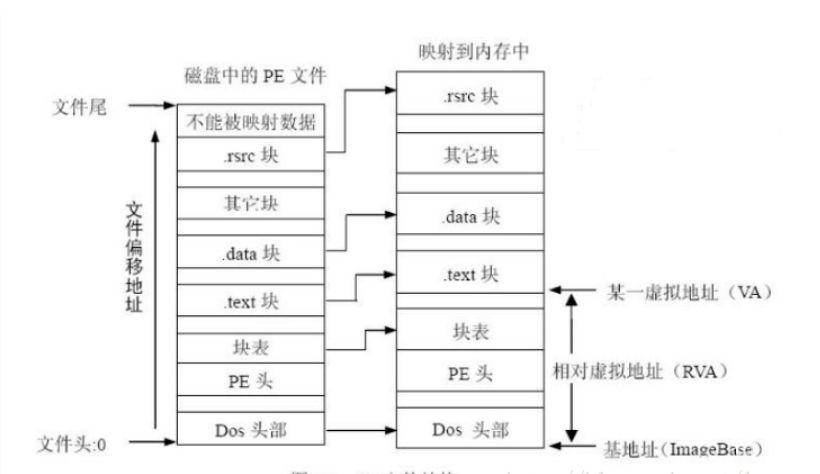 映射到内存中
磁盘中的 PE 文件
文件尾
不能被映射数据
.rsrc 块
其它块
.data 块
.text 块
块表
PE 头
Dos 头部
文件偏移地址
文件头:0
.rsrc 块
其它块
.data 块
.text 块
块表
PE 头
Dos 头部
某一虚拟地址（VA）
相对虚拟地址（RVA）
基地址(ImageBase)